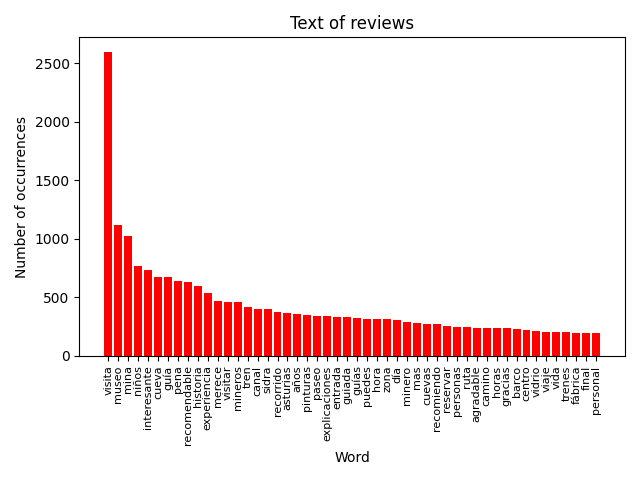 Text of reviews
Number of occurrences
2500
2000
1500
1000
500
0
visita
museo
mina
niños
interesante
cueva
guía
pena
recomendable
historia
experiencia
merece
visitar
mineros
tren
canal
sidra
recorrido
asturias
años
pinturas
paseo
explicaciones
entrada
guiada
guías
puedes
hora
zona
día
minero
mas
cuevas
recomiendo
reservar
personas
ruta
agradable
camino
horas
gracias
barco
centro
vidrio
viaje
vida
trenes
fábrica
final
personal
Word